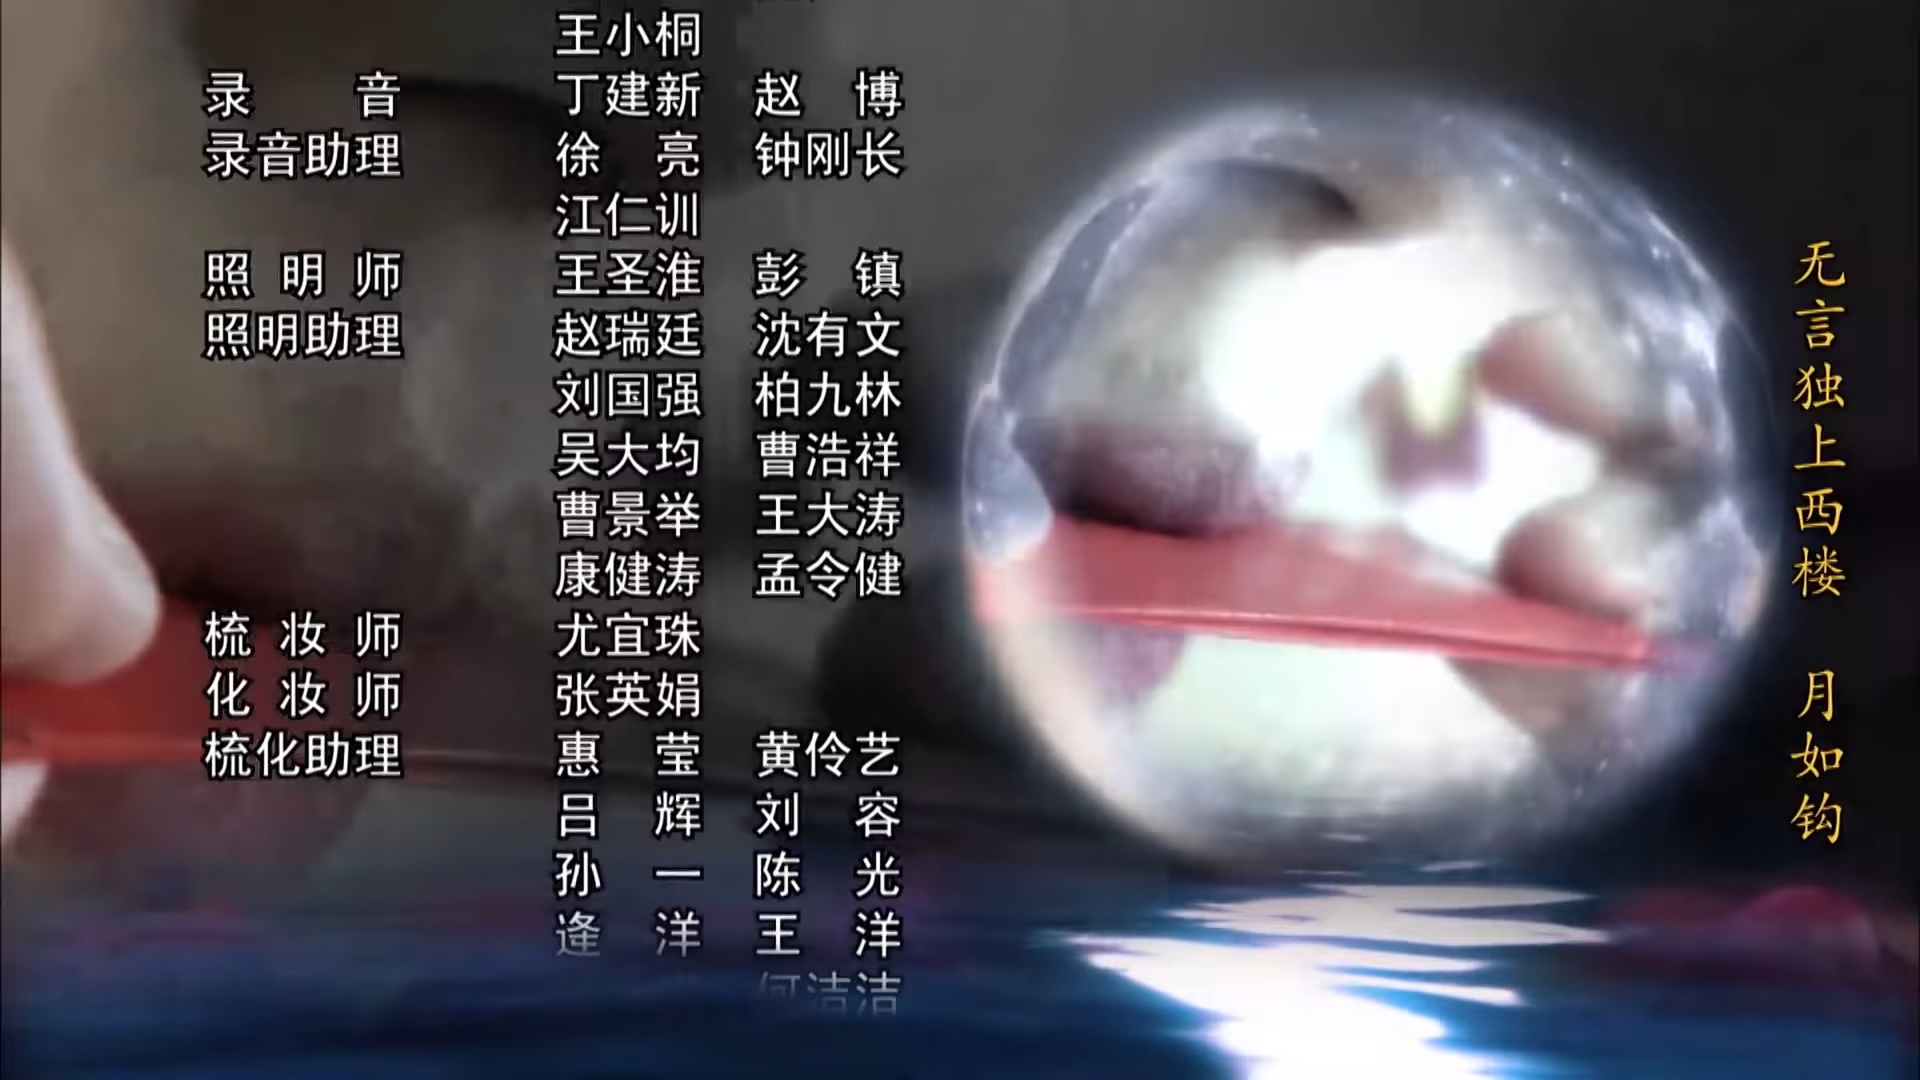 王小桐
录音 丁建新 赵博
录音助理 徐亮 钟刚长
江仁训
照明师 王圣淮 彭镇
照明助理 赵瑞廷 沈有文
刘国强 柏九林
吴大均 曹浩祥
曹景举 王大涛
康健涛 孟令健
梳妆师 尤宜珠
化妆师 张英娟
梳化助理 惠莹 黄伶艺
吕辉 刘容
孙一 陈光
逄洋 王洋
何洁洁
无言独上西楼 月如钩